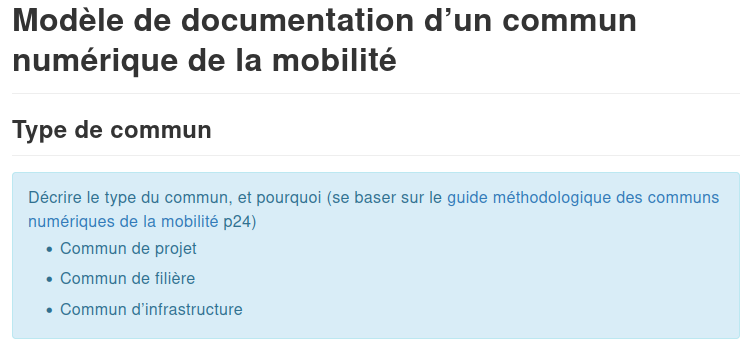 Modèle de documentation d’un commun
numérique de la mobilité
Type de commun
Décrire le type du commun, et pourquoi (se baser sur le guide méthodologique des communs
numériques de la mobilité p24)
• Commun de projet
• Commun de filière
• Commun d’infrastructure